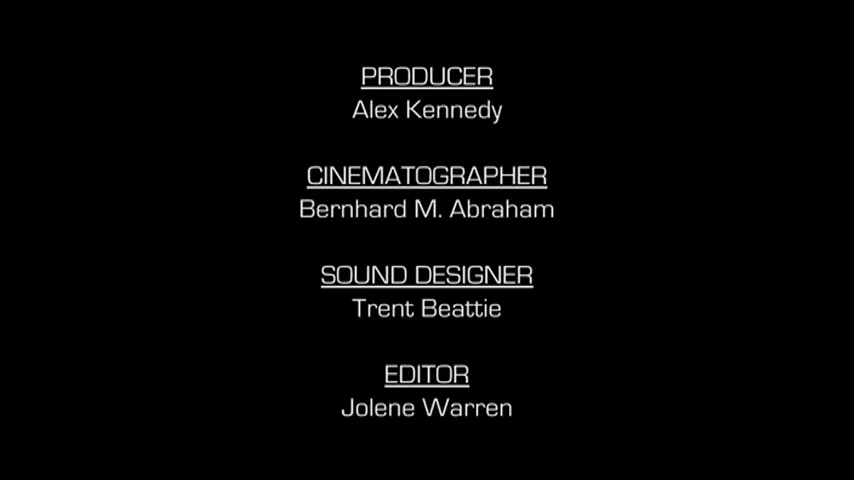 PRODUCER
Alex Kennedy
CINEMATOGRAPHER
Bernhard M. Abraham
SOUND DESIGNER
Trent Beattie
EDITOR
Jolene Warren